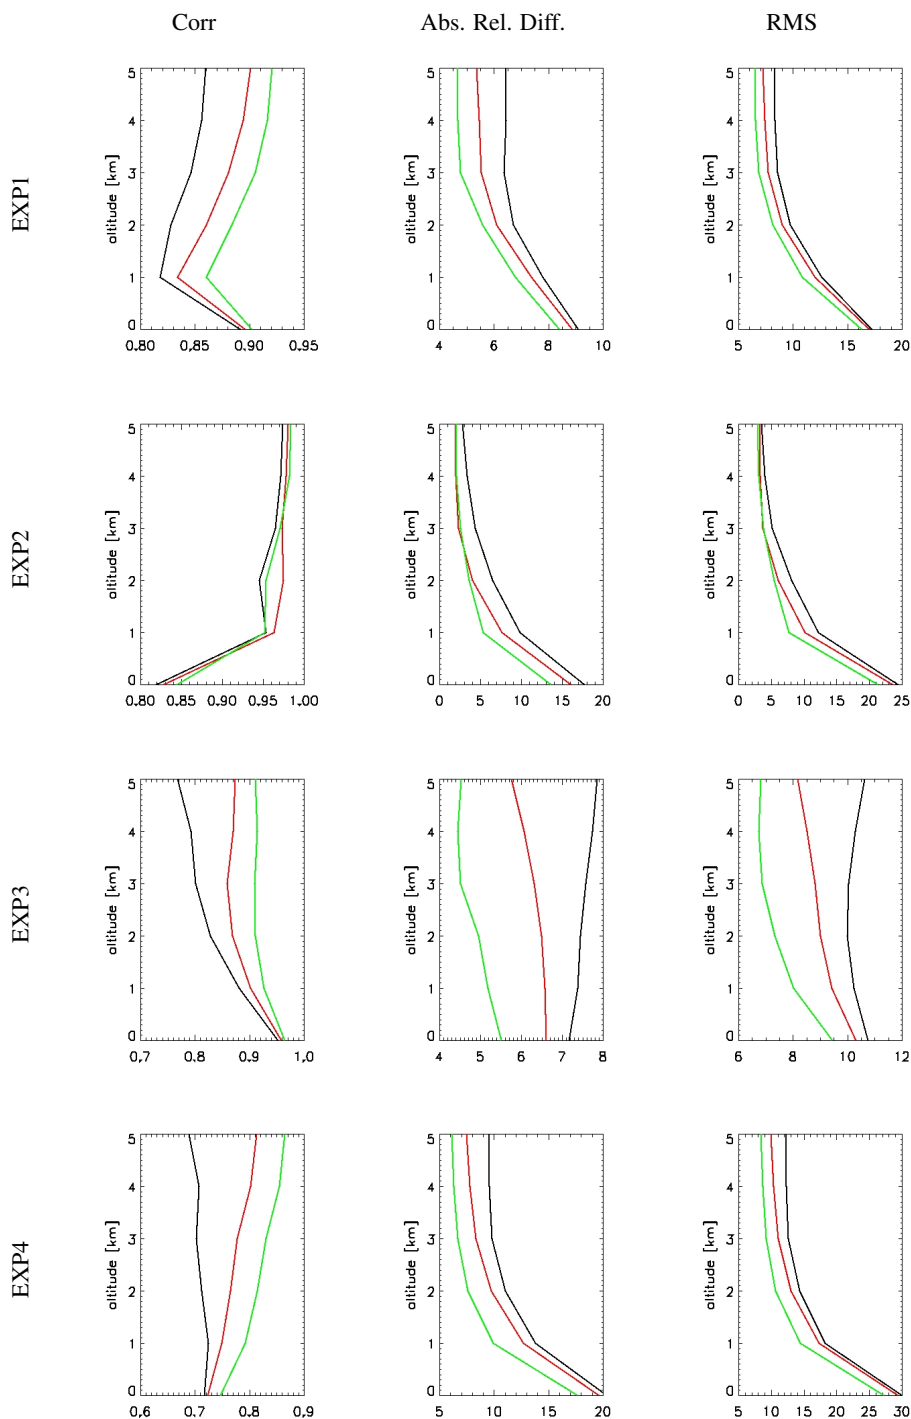 Corr Abs. Rel. Diff. RMS
EXP1
altitude [km] altitude [km] altitude [km]
5 5 5
4 4 4
3 3 3
2 2 2
1 1 1
0 0 0
0.80 0.85 0.90 0.95 4 6 8 10 5 10 15 20
EXP2
altitude [km] altitude [km] altitude [km]
5 5 5
4 4 4
3 3 3
2 2 2
1 1 1
0 0 0
0.80 0.85 0.90 0.95 1.00 0 5 10 15 20 0 5 10 15 20 25
EXP3
altitude [km] altitude [km] altitude [km]
5 5 5
4 4 4
3 3 3
2 2 2
1 1 1
0 0 0
0.7 0.8 0.9 1.0 4 5 6 7 8 6 8 10 12
EXP4
altitude [km] altitude [km] altitude [km]
5 5 5
4 4 4
3 3 3
2 2 2
1 1 1
0 0 0
0.6 0.7 0.8 0.9 5 10 15 20 5 10 15 20 25 30